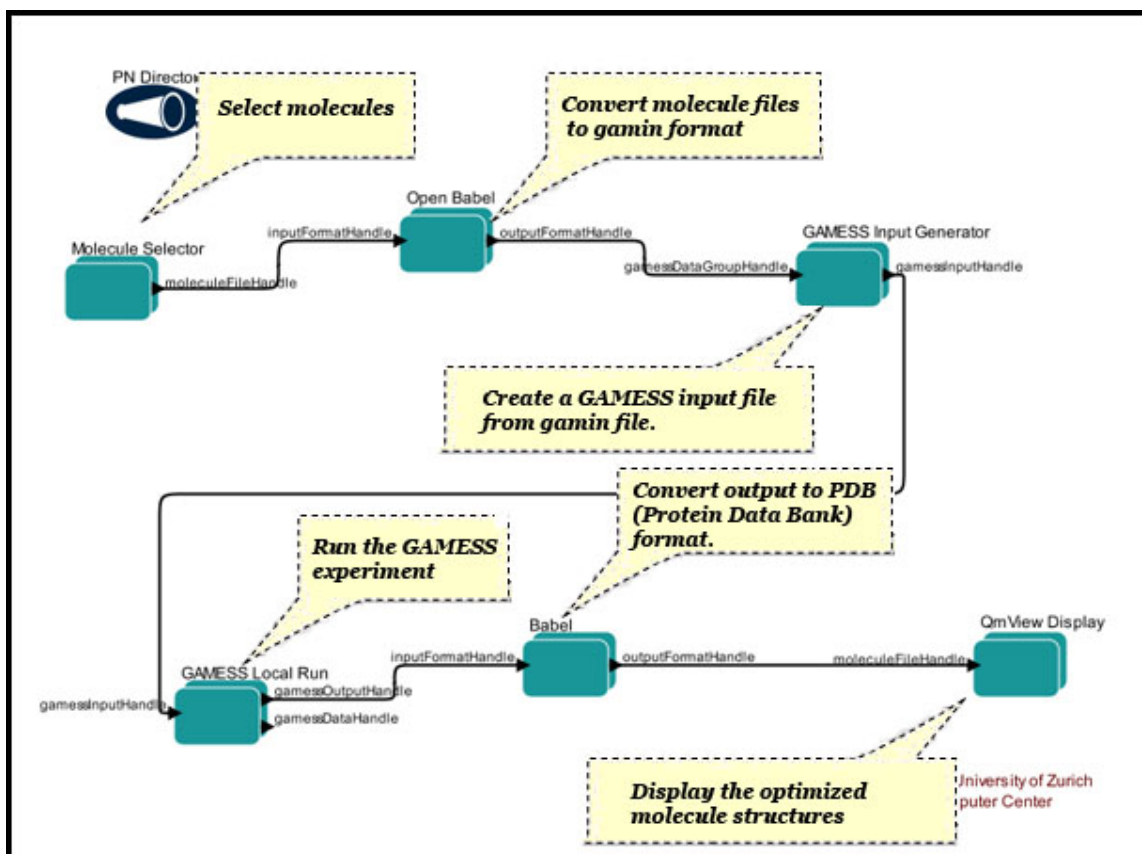 PN Director
Select molecules
Convert molecule files
to gamin format
Open Babel
inputFormatHandle
outputFormatHandle
GAMESS Input Generator
Molecule Selector
moleculeFileHandle
gamessDataGroupHandle
gamessInputHandle
Create a GAMESS input file
from gamin file.
Convert output to PDB
(Protein Data Bank)
format.
Run the GAMESS
experiment
Babel
QmView Display
GAMESS Local Run
inputFormatHandle
outputFormatHandle
moleculeFileHandle
gamessInputHandle
gamessOutputHandle
gamessDataHandle
Display the optimized
molecule structures
University of Zurich
puter Center